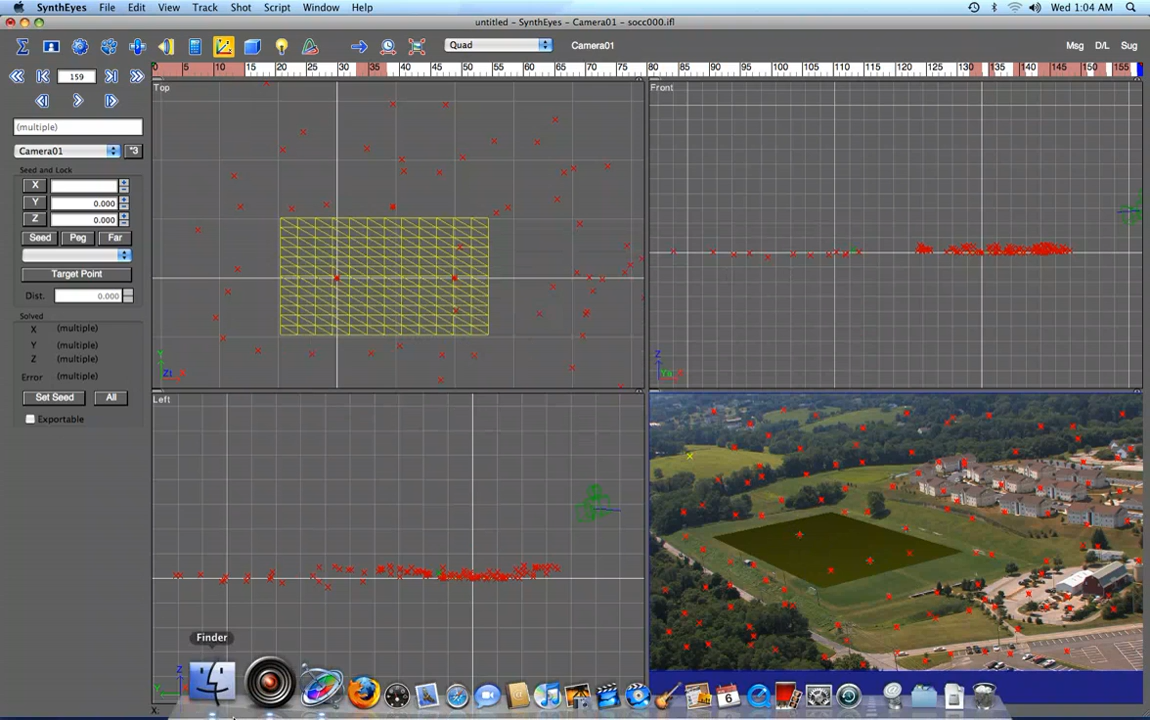 SynthEyes File Edit View Track Shot Script Window Help Wed 1:04 AM
untitled - SynthEyes - Camera01 - socc000.ifl
Quad Camera01 Msg D/L Sug
159
0 5 10 15 20 25 30 35 40 45 50 55 60 65 70 75 80 85 90 95 100 105 110 115 120 125 130 135 140 145 150 155
Top
Front
(multiple)
Camera01 *3
Seed and Lock
X
Y 0.000
Z 0.000
Seed Peg Far
Target Point
Dist. 0.000
Solved
X (multiple)
Y (multiple)
Z (multiple)
Error (multiple)
Set Seed All
Exportable
Left
Finder
6
X: